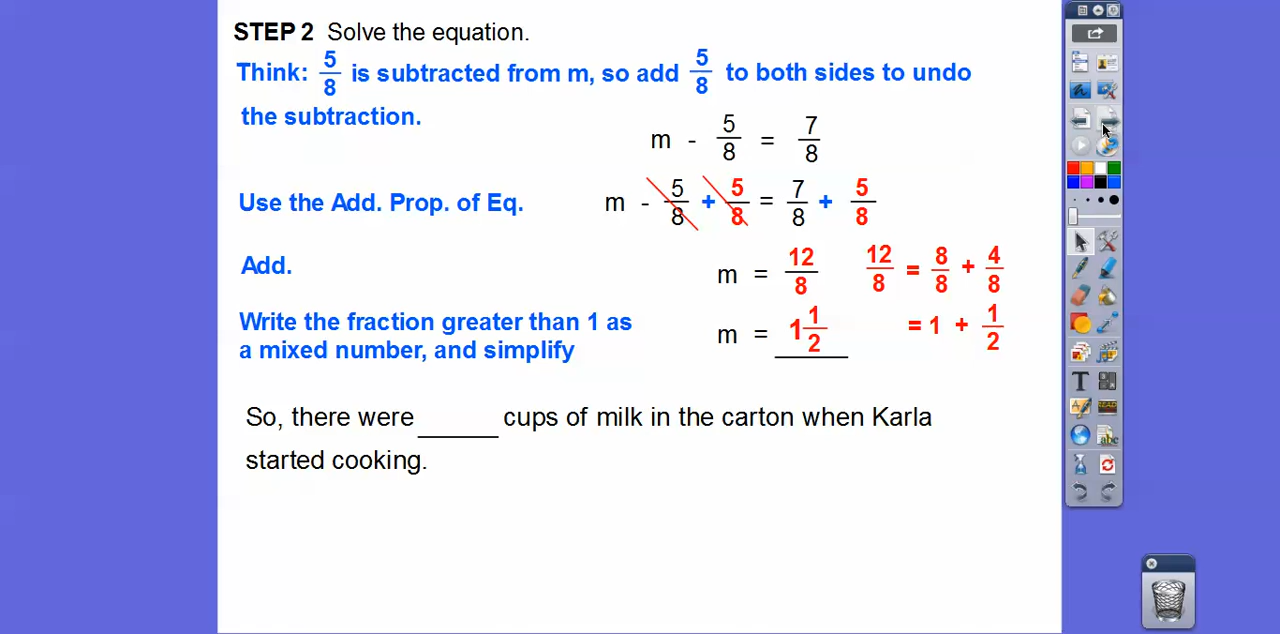 STEP 2 Solve the equation.
Think: 5/8 is subtracted from m, so add 5/8 to both sides to undo
the subtraction.
m - 5/8 = 7/8
Use the Add. Prop. of Eq. m - 5/8 + 5/8 = 7/8 + 5/8
Add. m = 12/8 12/8 = 8/8 + 4/8
Write the fraction greater than 1 as
a mixed number, and simplify m = 1 1/2 = 1 + 1/2
So, there were _____ cups of milk in the carton when Karla
started cooking.